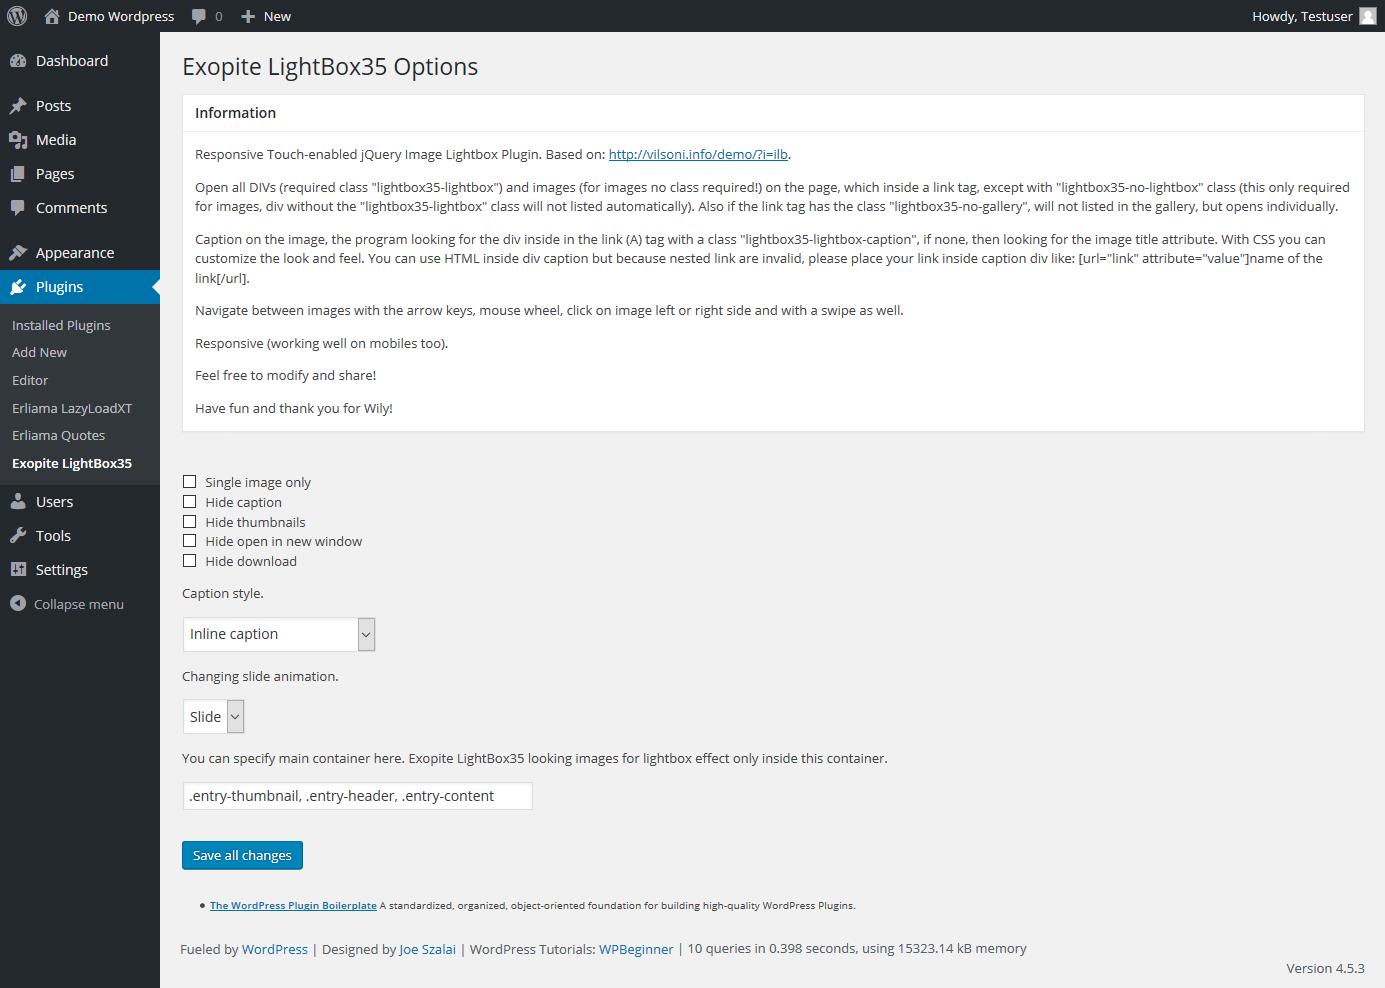 Demo Wordpress 0 New Howdy, Testuser
Dashboard
Posts
Media
Pages
Comments
Appearance
Plugins
Installed Plugins
Add New
Editor
Erliama LazyLoadXT
Erliama Quotes
Exopite LightBox35
Users
Tools
Settings
Collapse menu
Exopite LightBox35 Options
Information
Responsive Touch-enabled jQuery Image Lightbox Plugin. Based on: http://vilsoni.info/demo/?i=ilb.
Open all DIVs (required class "lightbox35-lightbox") and images (for images no class required!) on the page, which inside a link tag, except with "lightbox35-no-lightbox" class (this only required
for images, div without the "lightbox35-lightbox" class will not listed automatically). Also if the link tag has the class "lightbox35-no-gallery", will not listed in the gallery, but opens individually.
Caption on the image, the program looking for the div inside in the link (A) tag with a class "lightbox35-lightbox-caption", if none, then looking for the image title attribute. With CSS you can
customize the look and feel. You can use HTML inside div caption but because nested link are invalid, please place your link inside caption div like: [url="link" attribute="value"]name of the
link[/url].
Navigate between images with the arrow keys, mouse wheel, click on image left or right side and with a swipe as well.
Responsive (working well on mobiles too).
Feel free to modify and share!
Have fun and thank you for Wily!
Single image only
Hide caption
Hide thumbnails
Hide open in new window
Hide download
Caption style.
Inline caption
Changing slide animation.
Slide
You can specify main container here. Exopite LightBox35 looking images for lightbox effect only inside this container.
.entry-thumbnail, .entry-header, .entry-content
Save all changes
• The WordPress Plugin Boilerplate A standardized, organized, object-oriented foundation for building high-quality WordPress Plugins.
Fueled by WordPress | Designed by Joe Szalai | WordPress Tutorials: WPBeginner | 10 queries in 0.398 seconds, using 15323.14 kB memory
Version 4.5.3